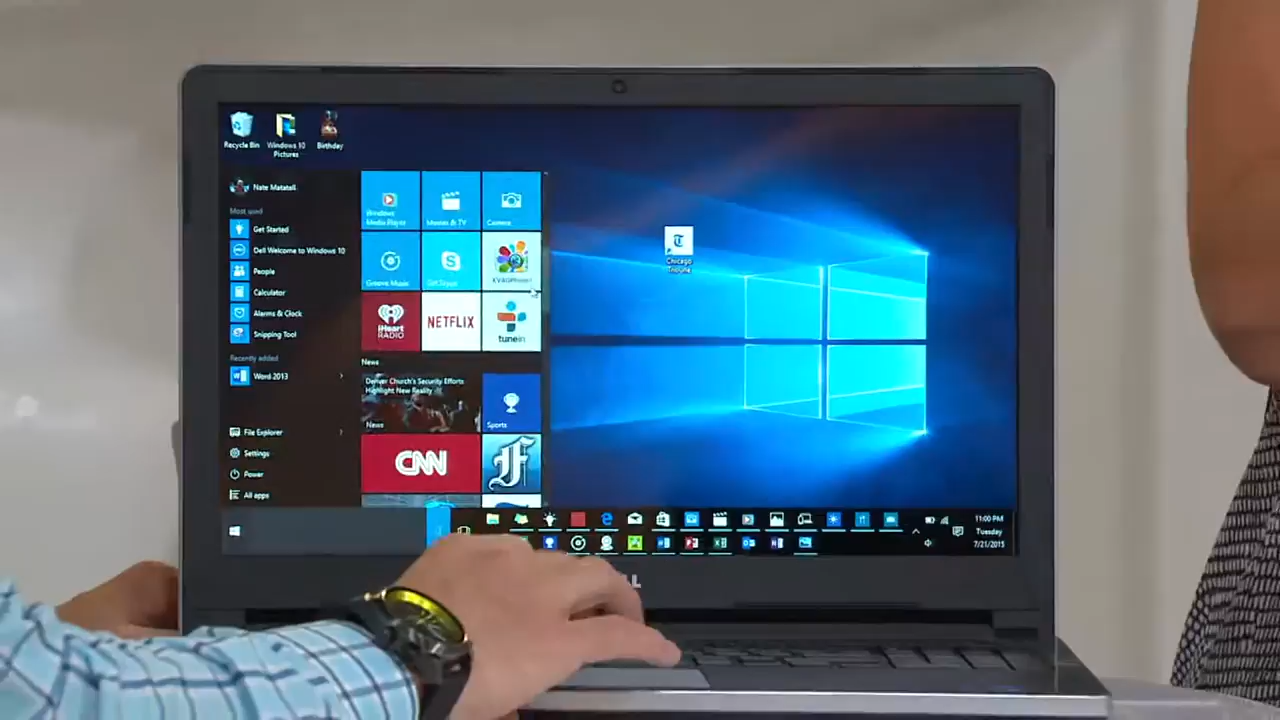 Recycle Bin
Windows 10
Pictures
Birthday
Nate Matatall
Most used
Get Started
Dell Welcome to Windows 10
People
Calculator
Alarms & Clock
Snipping Tool
Recently added
Word 2013
File Explorer
Settings
Power
All apps
Windows
Media Player
Movies & TV
Camera
Groove Music
Get Skype
iHeart
RADIO
NETFLIX
tunein
News
Denver Church's Security Efforts
Highlight New Reality
News
Sports
CNN
F
Chicago
Tribune
11:00 PM
Tuesday
7/21/2015